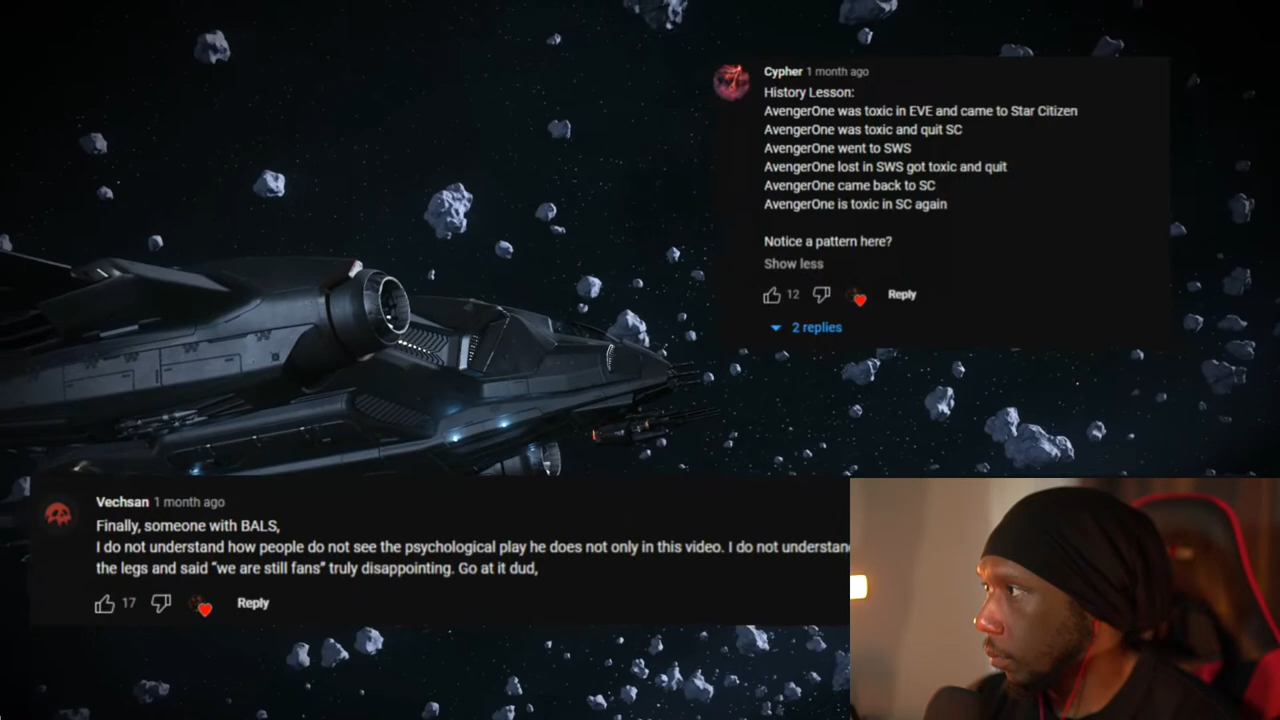 Cypher 1 month ago
History Lesson:
AvengerOne was toxic in EVE and came to Star Citizen
AvengerOne was toxic and quit SC
AvengerOne went to SWS
AvengerOne lost in SWS got toxic and quit
AvengerOne came back to SC
AvengerOne is toxic in SC again
Notice a pattern here?
Show less
12 Reply
2 replies
Vechsan 1 month ago
Finally, someone with BALS,
I do not understand how people do not see the psychological play he does not only in this video. I do not understan
the legs and said “we are still fans” truly disappointing. Go at it dud,
17 Reply